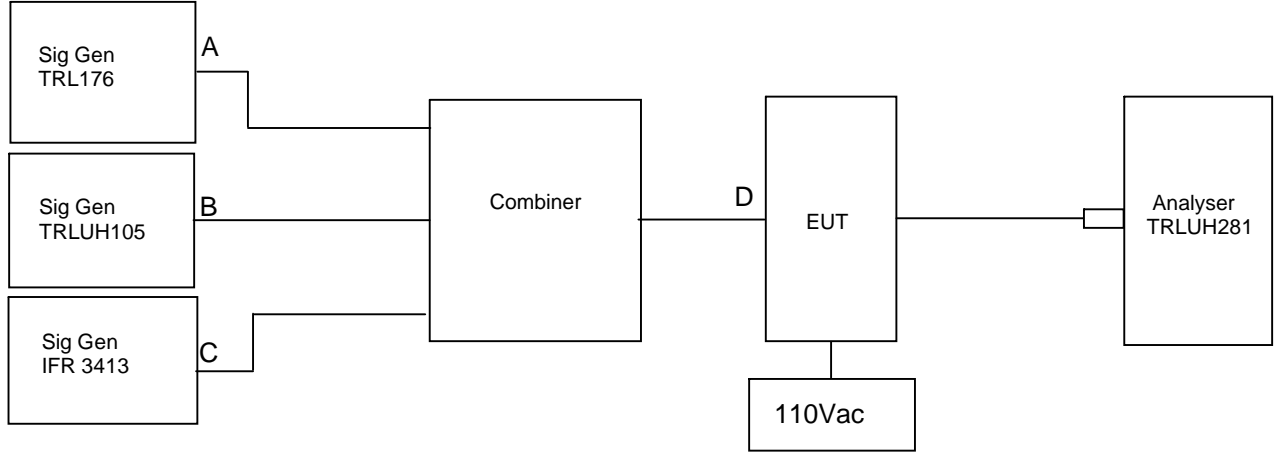 Sig Gen
TRL176
A
Sig Gen
TRLUH105
B
Sig Gen
IFR 3413
C
Combiner
D
EUT
110Vac
Analyser
TRLUH281